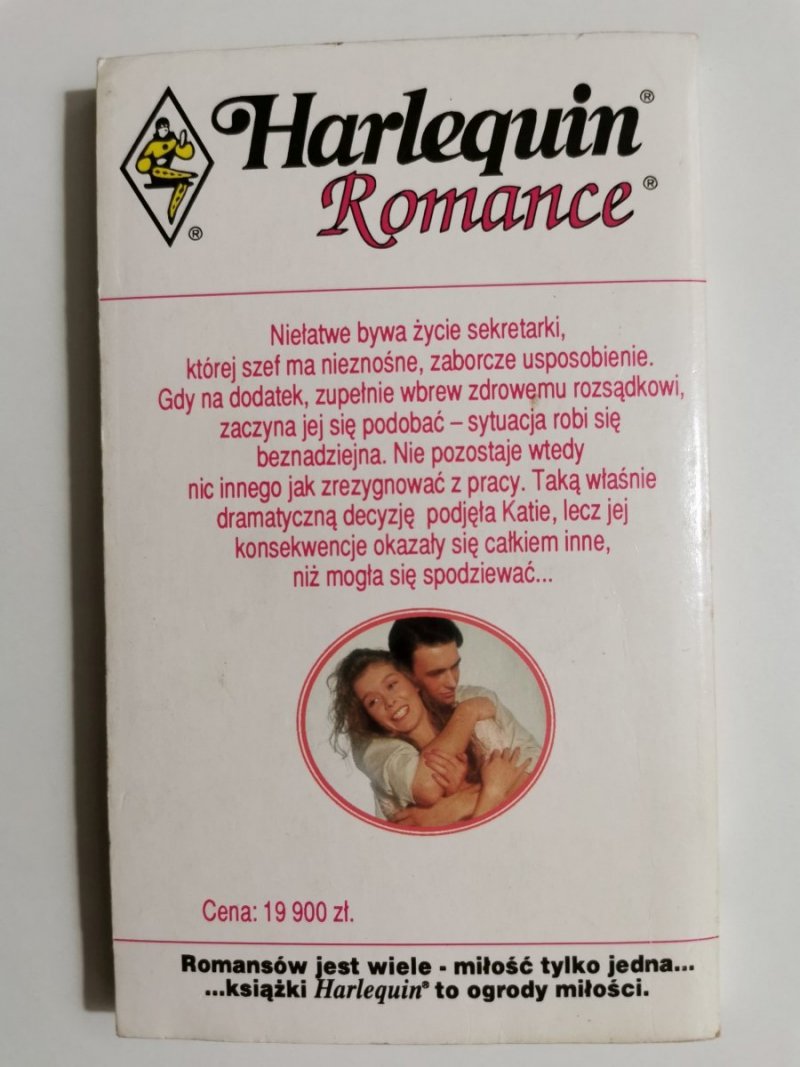 Harlequin®
Romance®
®
Niełatwe bywa życie sekretarki,
której szef ma nieznośne, zaborcze usposobienie.
Gdy na dodatek, zupełnie wbrew zdrowemu rozsądkowi,
zaczyna jej się podobać – sytuacja robi się
beznadziejna. Nie pozostaje wtedy
nic innego jak zrezygnować z pracy. Taką właśnie
dramatyczną decyzję podjęła Katie, lecz jej
konsekwencje okazały się całkiem inne,
niż mogła się spodziewać...
Cena: 19 900 zł.
Romansów jest wiele - miłość tylko jedna...
...książki Harlequin® to ogrody miłości.